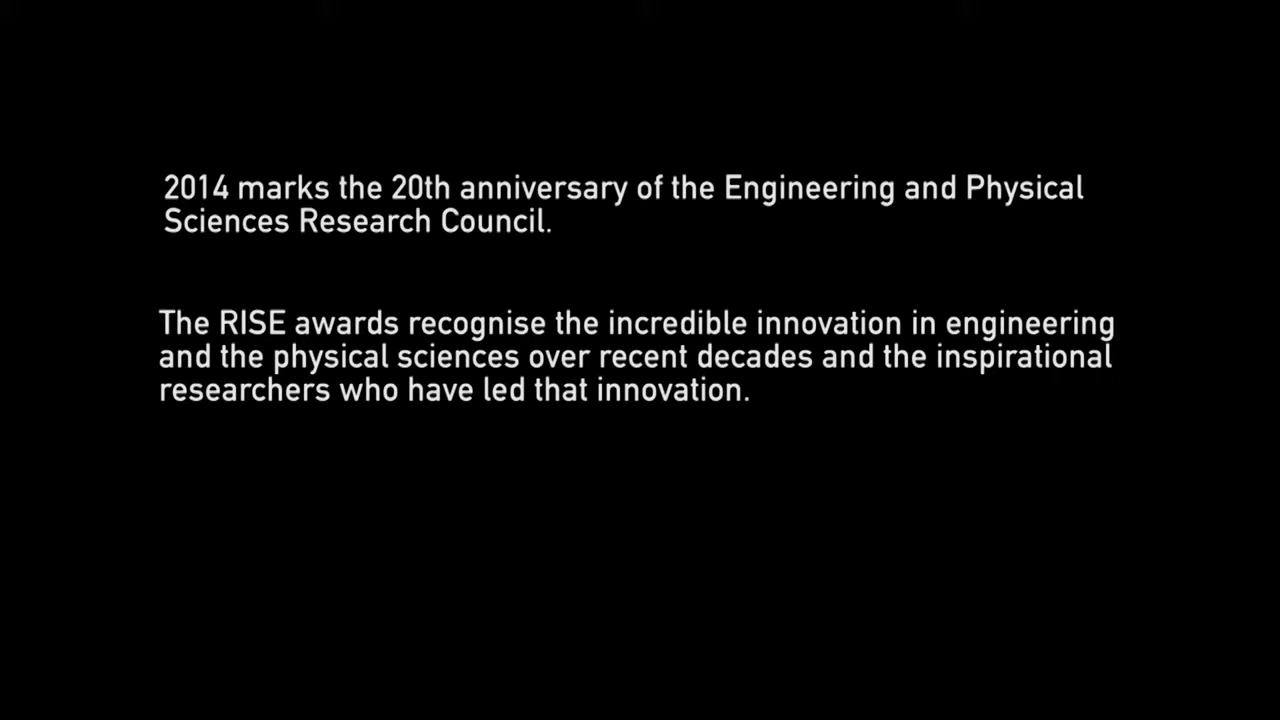 2014 marks the 20th anniversary of the Engineering and Physical
Sciences Research Council.
The RISE awards recognise the incredible innovation in engineering
and the physical sciences over recent decades and the inspirational
researchers who have led that innovation.